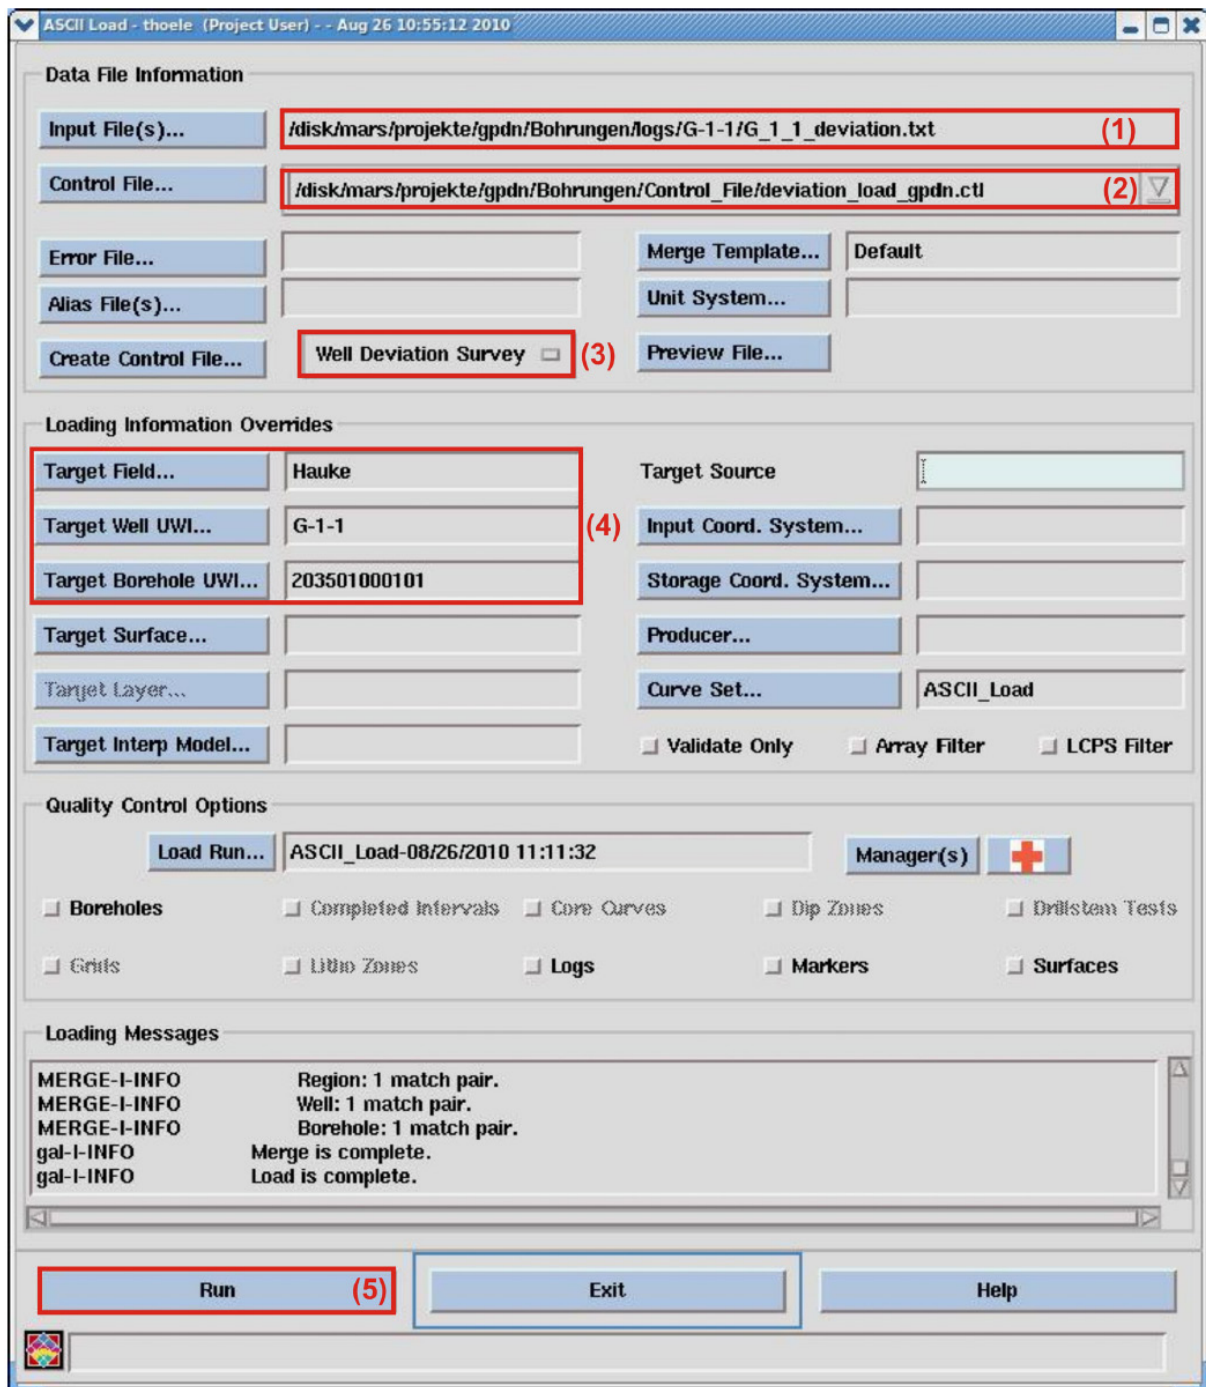 ASCII Load - thoele (Project User) - - Aug 26 10:55:12 2010
Data File Information
Input File(s)... /disk/mars/projekte/gpdn/Bohrungen/logs/G-1-1/G_1_1_deviation.txt (1)
Control File... /disk/mars/projekte/gpdn/Bohrungen/Control_File/deviation_load_gpdn.ctl (2)
Error File... Merge Template... Default
Alias File(s)... Unit System...
Create Control File... Well Deviation Survey (3) Preview File...
Loading Information Overrides
Target Field... Hauke Target Source
Target Well UWI... G-1-1 (4) Input Coord. System...
Target Borehole UWI... 203501000101 Storage Coord. System...
Target Surface... Producer...
Target Layer... Curve Set... ASCII_Load
Target Interp Model... Validate Only Array Filter LCPS Filter
Quality Control Options
Load Run... ASCII_Load-08/26/2010 11:11:32 Manager(s)
Boreholes Completed Intervals Core Curves Dip Zones Drillstem Tests
Grids Litho Zones Logs Markers Surfaces
Loading Messages
MERGE-I-INFO Region: 1 match pair.
MERGE-I-INFO Well: 1 match pair.
MERGE-I-INFO Borehole: 1 match pair.
gal-I-INFO Merge is complete.
gal-I-INFO Load is complete.
Run (5) Exit Help